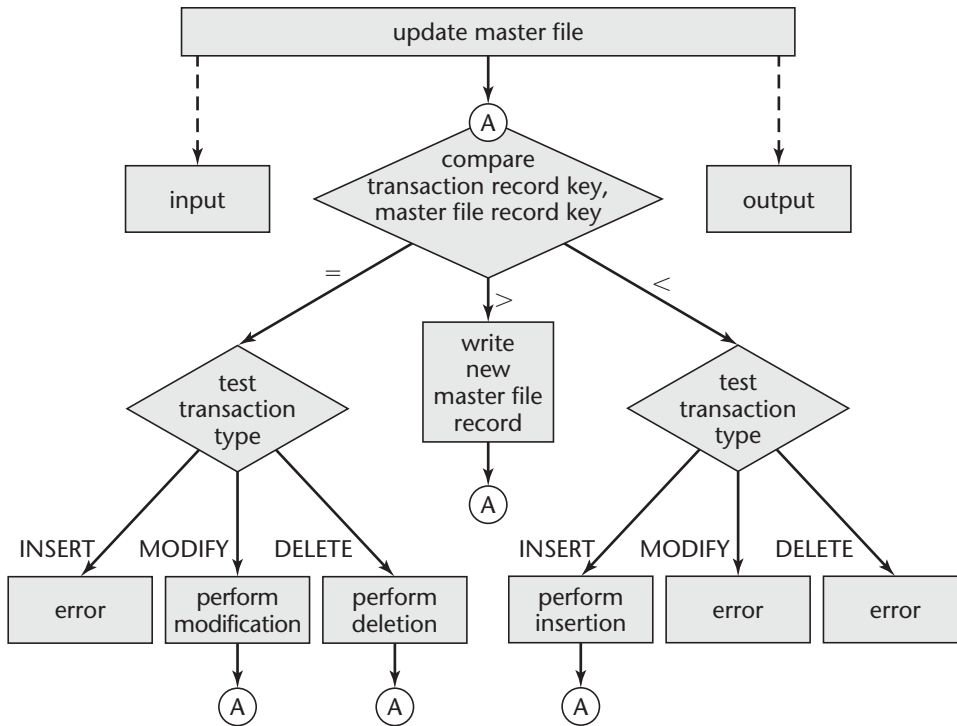 update master file
A
compare
transaction record key,
master file record key
input
output
=
>
<
write
new
master file
record
test
transaction
type
test
transaction
type
A
INSERT
MODIFY
DELETE
INSERT
MODIFY
DELETE
error
perform
modification
perform
deletion
perform
insertion
error
error
A
A
A